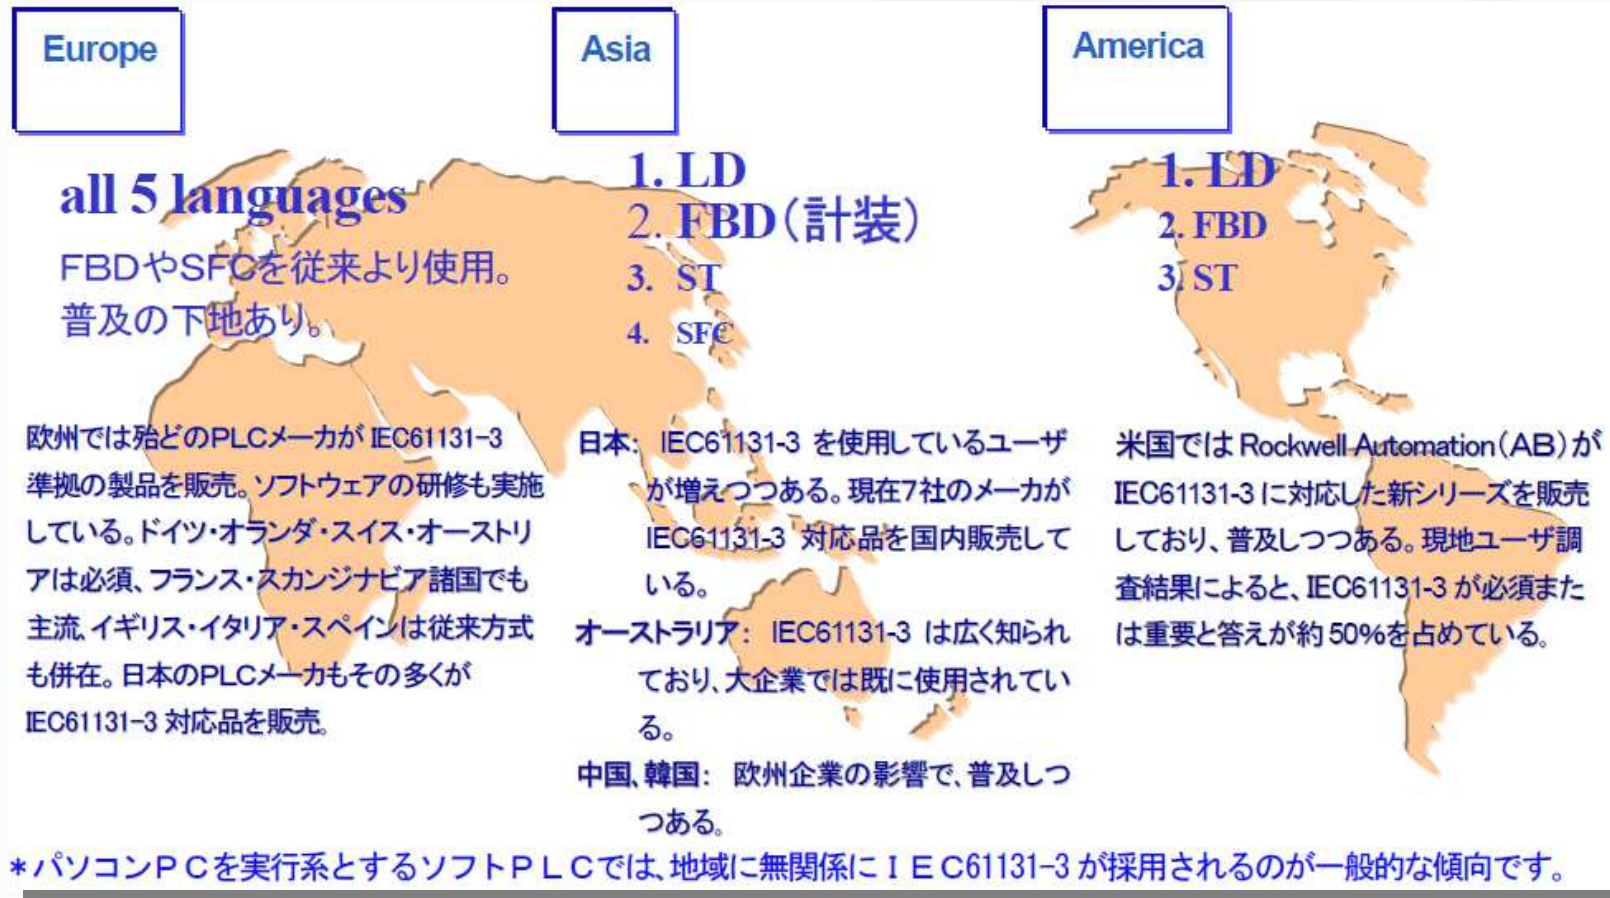 Europe
all 5 languages
FBDやSFCを従来より使用。
普及の下地あり。
欧州では殆どのPLCメーカが IEC61131-3
準拠の製品を販売。ソフトウェアの研修も実施
している。ドイツ・オランダ・スイス・オーストリ
アは必須、フランス・スカンジナビア諸国でも
主流、イギリス・イタリア・スペインは従来方式
も併在。日本のPLCメーカもその多くが
IEC61131-3 対応品を販売。
Asia
1. LD
2. FBD(計装)
3. ST
4. SFC
日本: IEC61131-3 を使用しているユーザ
が増えつつある。現在7社のメーカが
IEC61131-3 対応品を国内販売して
いる。
オーストラリア: IEC61131-3 は広く知られ
ており、大企業では既に使用されてい
る。
中国、韓国: 欧州企業の影響で、普及しつ
つある。
America
1. LD
2. FBD
3. ST
米国では Rockwell Automation(AB)が
IEC61131-3 に対応した新シリーズを販売
しており、普及しつつある。現地ユーザ調
査結果によると、IEC61131-3 が必須また
は重要と答えが約 50%を占めている。
*パソコンPCを実行系とするソフトPLCでは、地域に無関係にIEC61131-3 が採用されるのが一般的な傾向です。